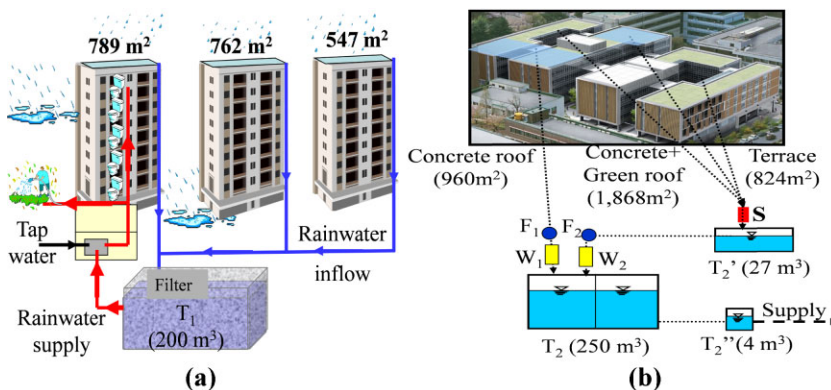 789 m²
762 m²
547 m²
Tap
water
Rainwater
supply
Filter
T₁
(200 m³)
Rainwater
inflow
(a)
Concrete roof
(960m²)
Concrete+
Green roof
(1,868m²)
Terrace
(824m²)
S
F₁
F₂
W₁
W₂
T₂' (27 m³)
T₂ (250 m³)
Supply
T₂''(4 m³)
(b)